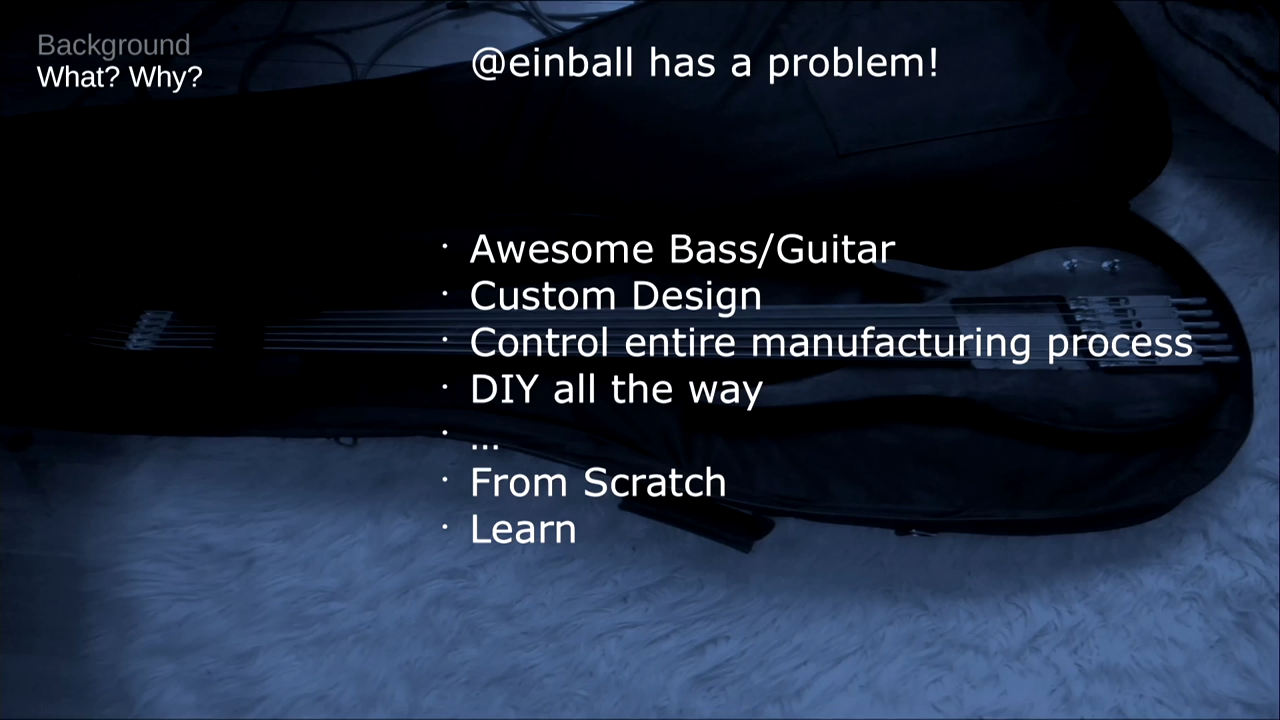 Background
What? Why?
@einball has a problem!
· Awesome Bass/Guitar
· Custom Design
· Control entire manufacturing process
· DIY all the way
· ...
· From Scratch
· Learn